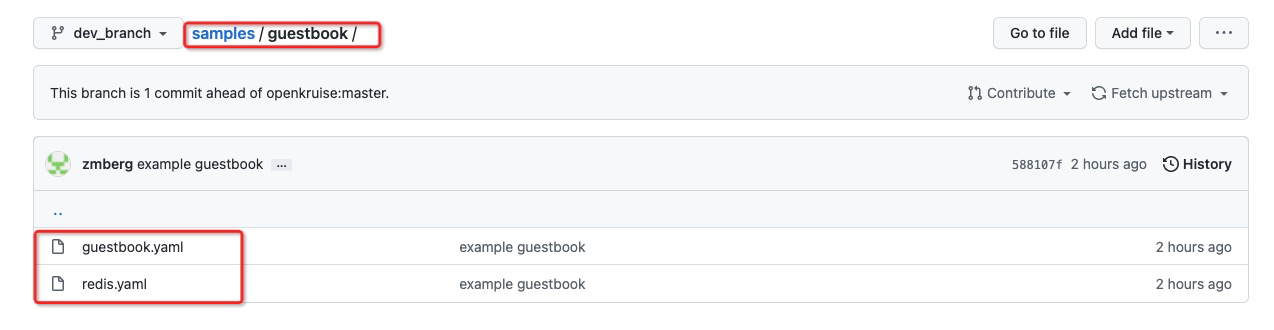 dev_branch samples / guestbook / Go to file Add file ...
This branch is 1 commit ahead of openkruise:master. Contribute Fetch upstream
zmberg example guestbook ... 588107f 2 hours ago History
..
guestbook.yaml example guestbook 2 hours ago
redis.yaml example guestbook 2 hours ago